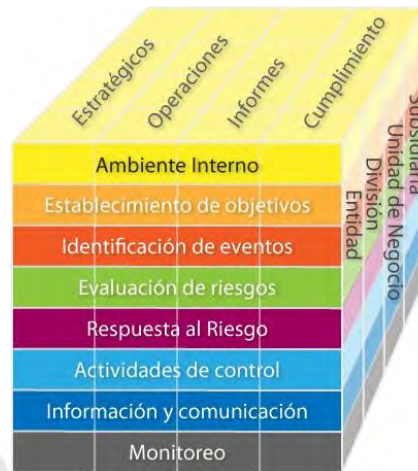 Estratégicos
Operaciones
Informes
Cumplimiento
Ambiente Interno
Establecimiento de objetivos
Identificación de eventos
Evaluación de riesgos
Respuesta al Riesgo
Actividades de control
Información y comunicación
Monitoreo
Entidad
División
Unidad de Negocio